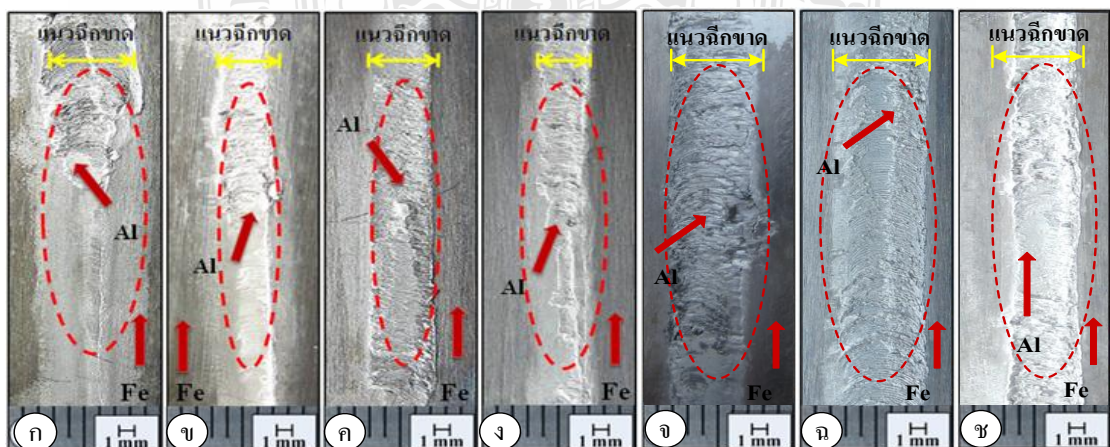 แนวฉีกขาด แนวฉีกขาด แนวฉีกขาด แนวฉีกขาด แนวฉีกขาด แนวฉีกขาด แนวฉีกขาด
Al Al Al Al Al Al Al
Fe Fe Fe Fe Fe Fe Fe
ก ข ค ง จ ฉ ช
1 mm 1 mm 1 mm 1 mm 1 mm 1 mm 1 mm